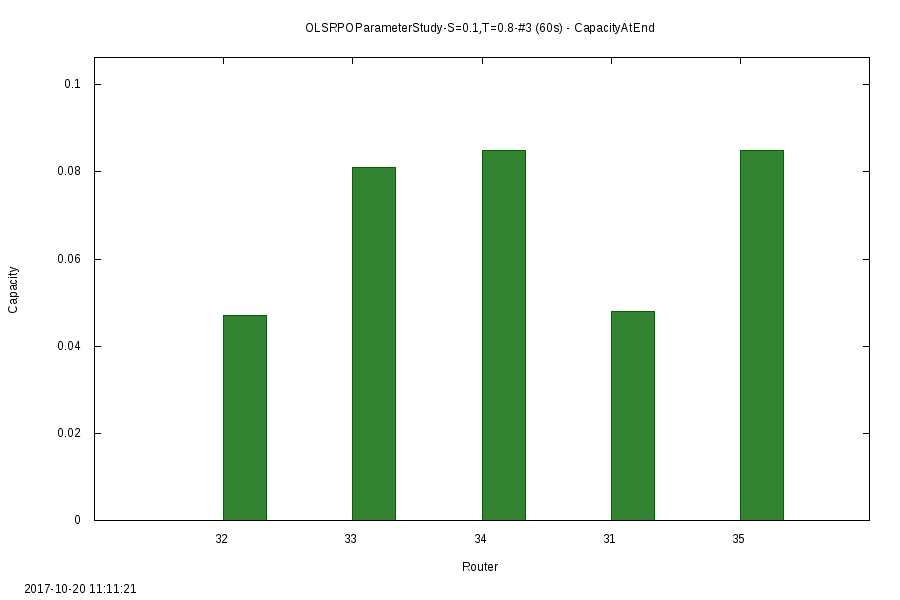 OLSRPOParameterStudy-S=0.1,T=0.8-#3 (60s) - CapacityAtEnd
0.1
0.08
0.06
0.04
0.02
0
Capacity
32 33 34 31 35
Router
2017-10-20 11:11:21